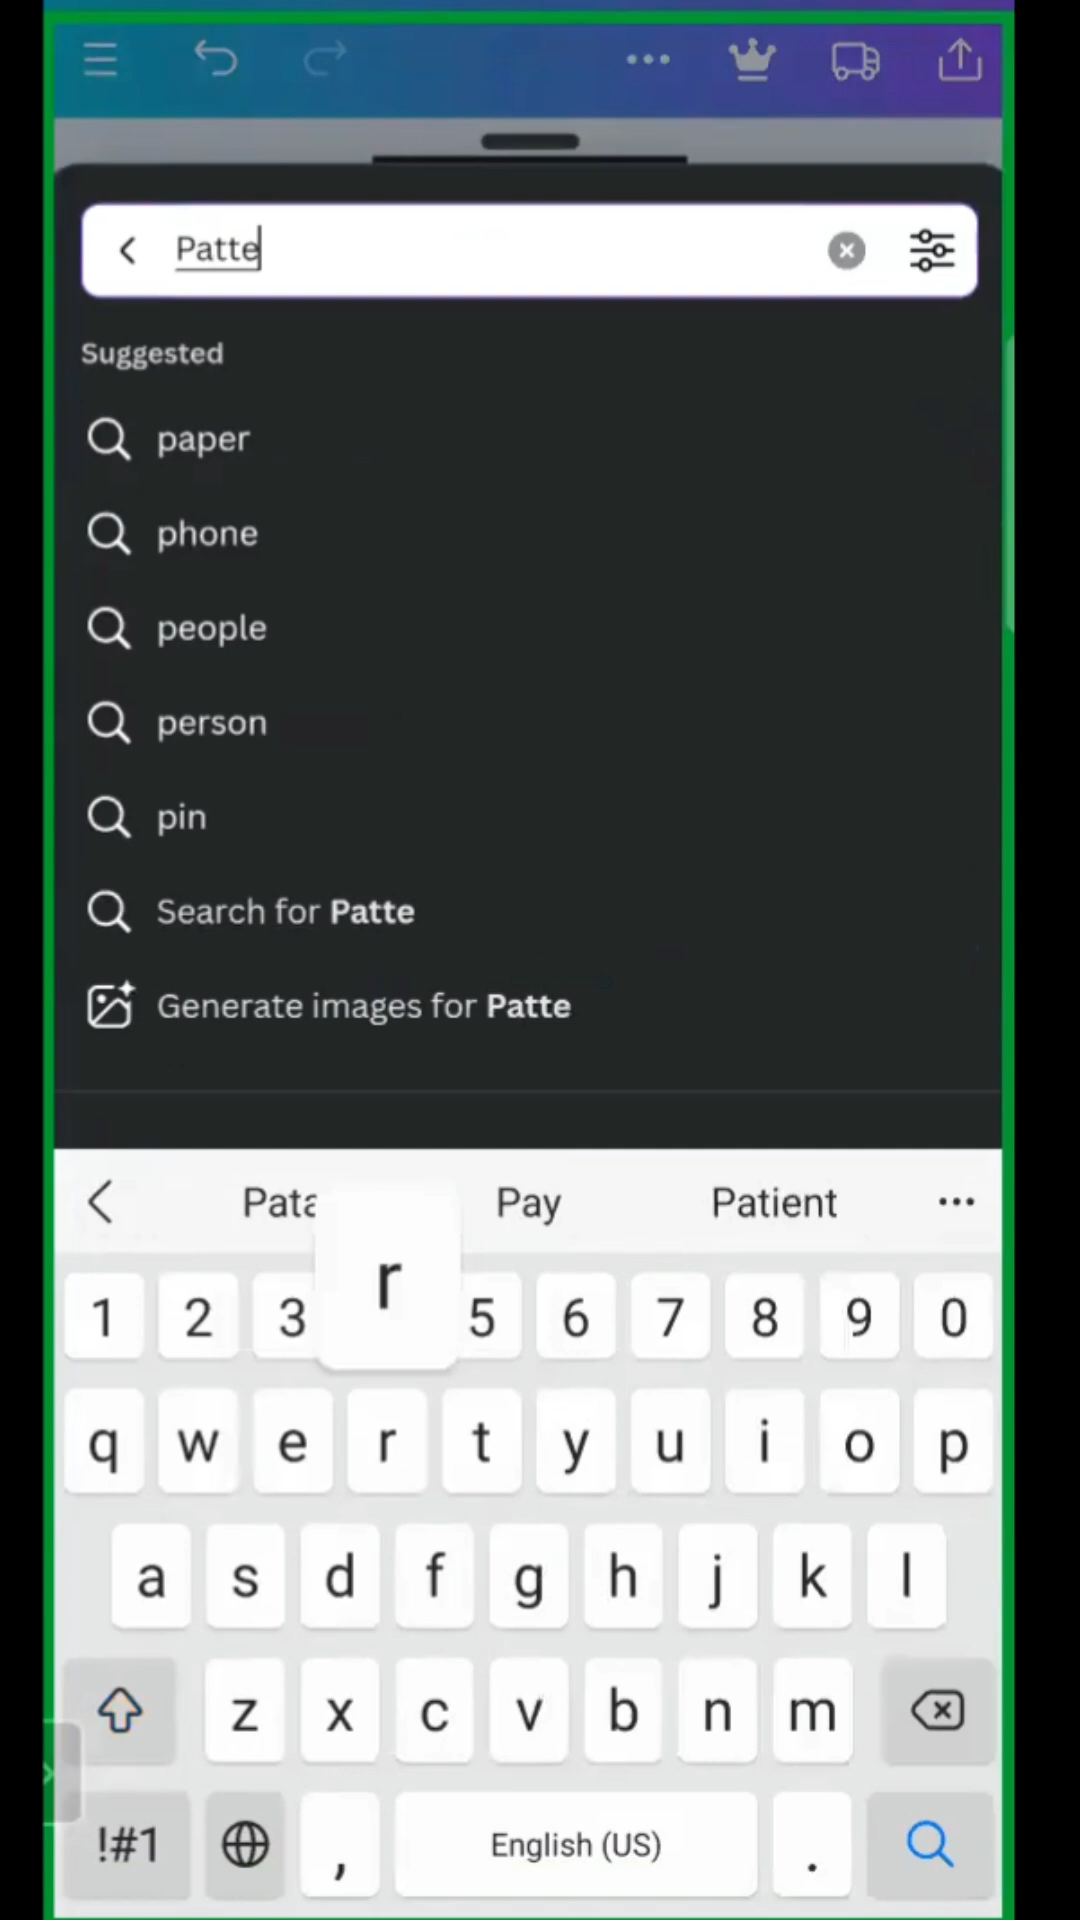 Patte
Suggested
paper
phone
people
person
pin
Search for Patte
Generate images for Patte
Pay Patient
r
1 2 3 5 6 7 8 9 0
q w e r t y u i o p
a s d f g h j k l
z x c v b n m
!#1 , English (US) .